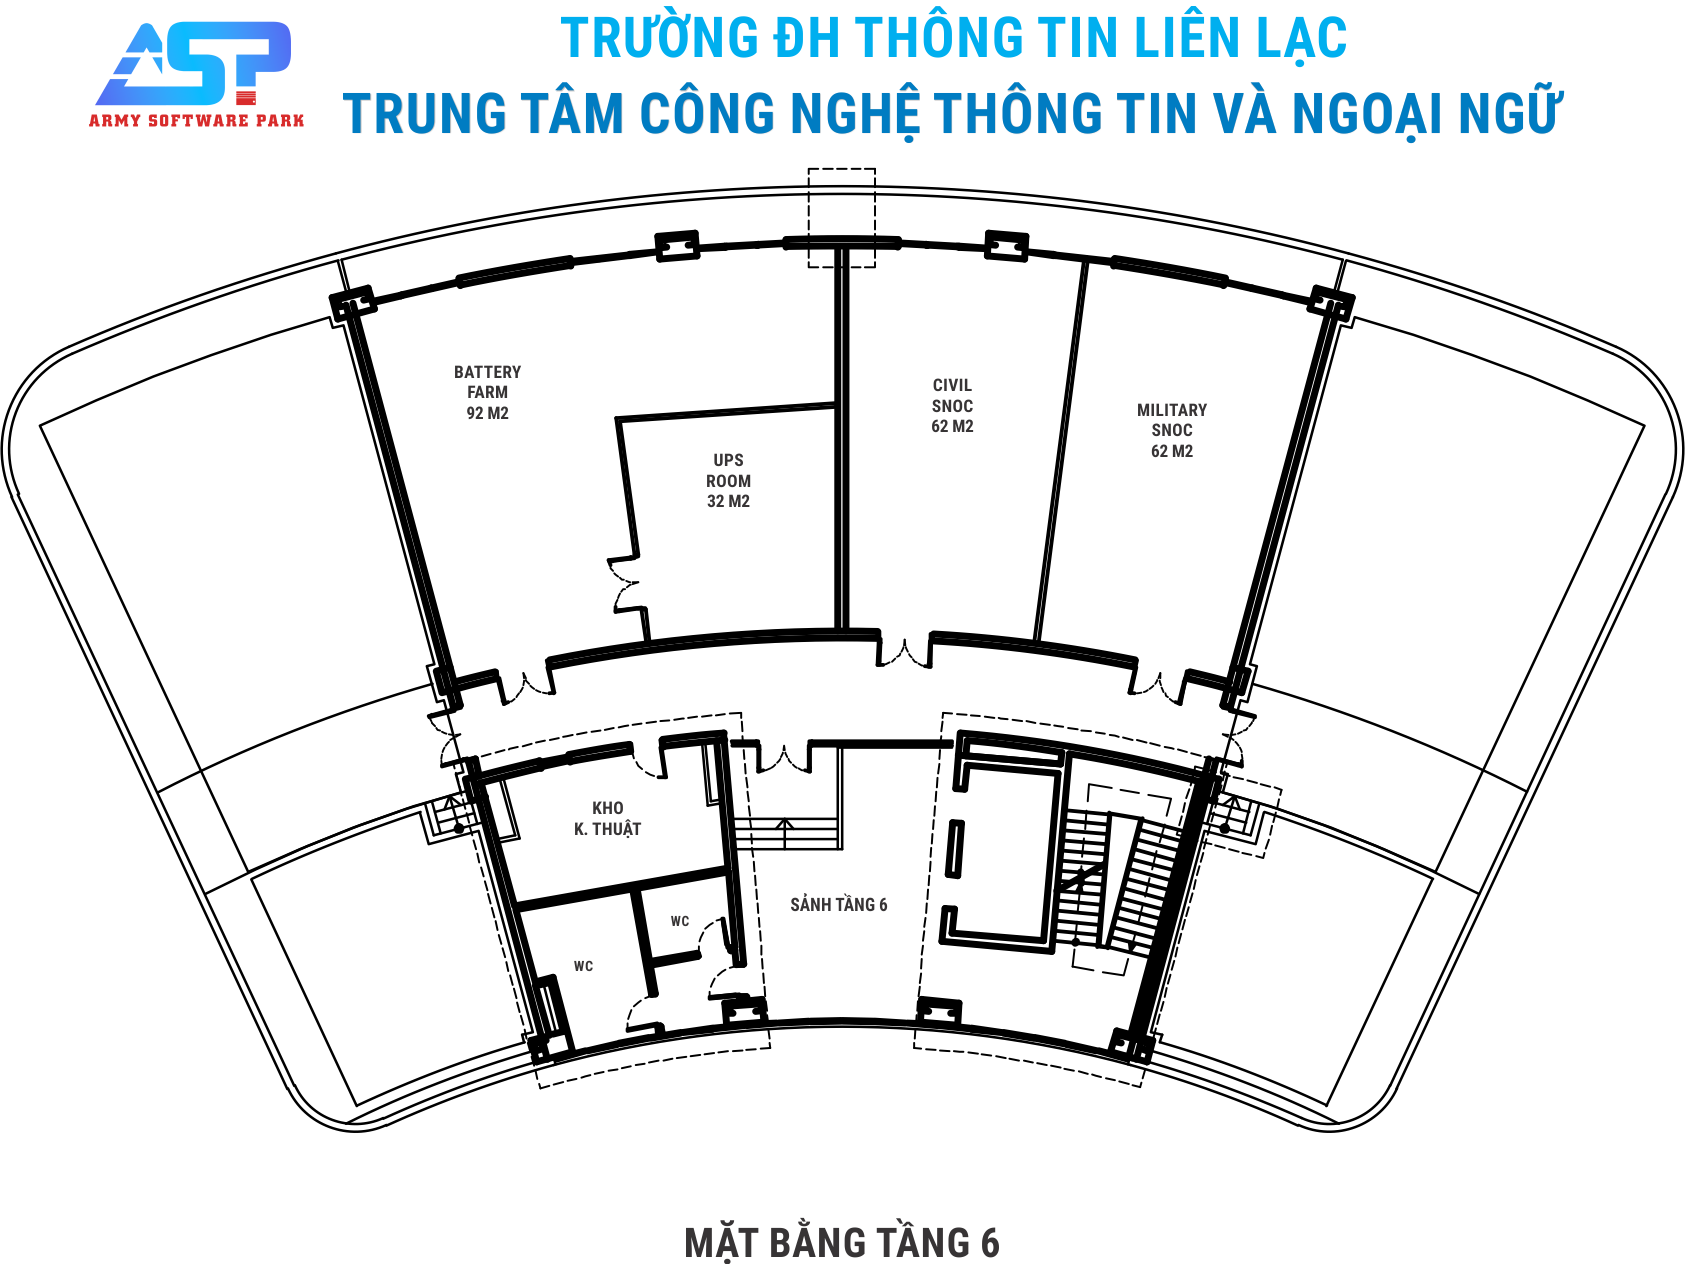 TRƯỜNG ĐH THÔNG TIN LIÊN LẠC
ARMY SOFTWARE PARK
TRUNG TÂM CÔNG NGHỆ THÔNG TIN VÀ NGOẠI NGỮ
BATTERY
FARM
92 M2
UPS
ROOM
32 M2
CIVIL
SNOC
62 M2
MILITARY
SNOC
62 M2
KHO
K. THUẬT
WC
WC
SẢNH TẦNG 6
MẶT BẰNG TẦNG 6